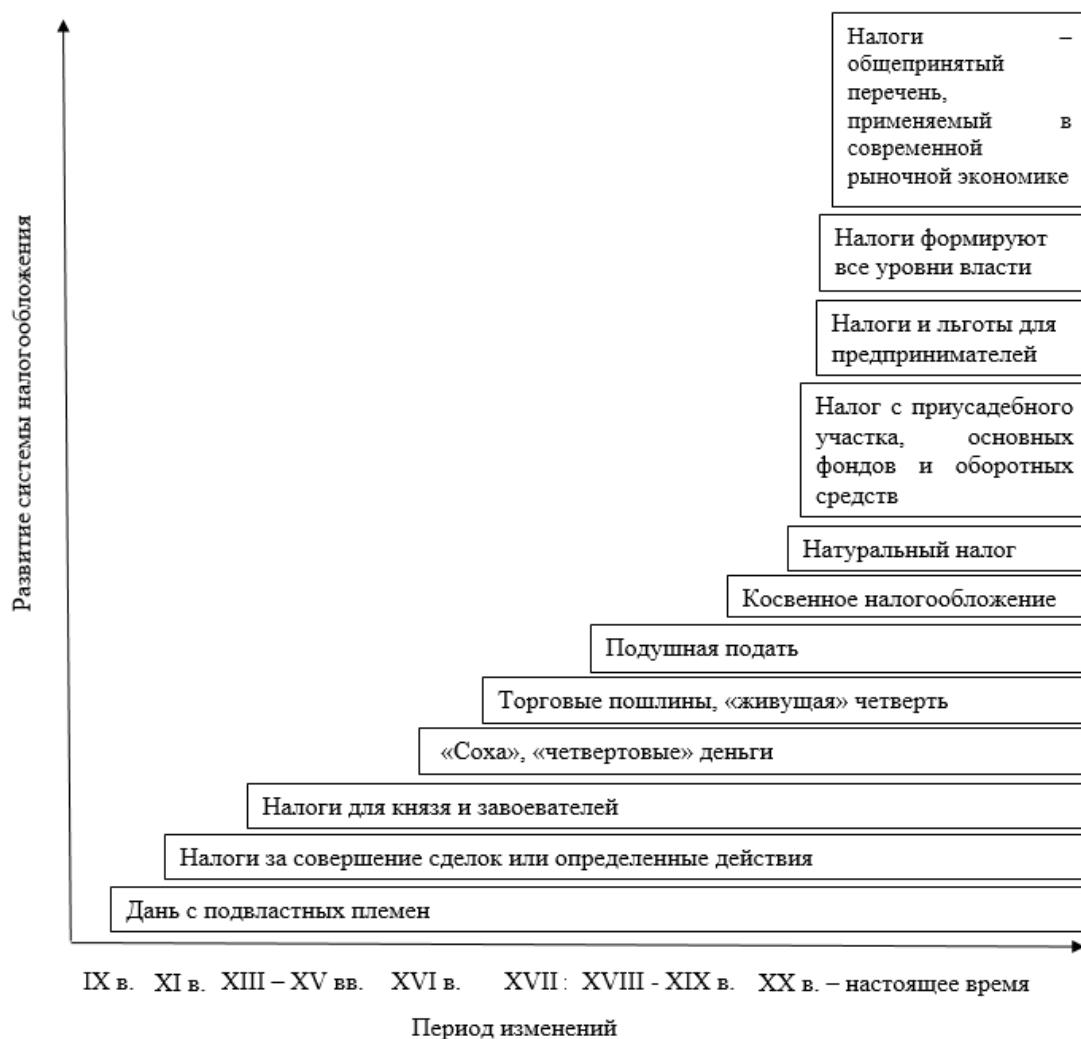 Налоги –
общепринятый
перечень,
применяемый в
современной
рыночной экономике
Налоги формируют
все уровни власти
Налоги и льготы для
предпринимателей
Налог с приусадебного
участка, основных
фондов и оборотных
средств
Натуральный налог
Косвенное налогообложение
Подушная подать
Торговые пошлины, «живущая» четверть
«Соха», «четвертовые» деньги
Налоги для князя и завоевателей
Налоги за совершение сделок или определенные действия
Дань с подвластных племен
Развитие системы налогообложения
IX в. XI в. XIII – XV вв. XVI в. XVII : XVIII - XIX в. XX в. – настоящее время
Период изменений